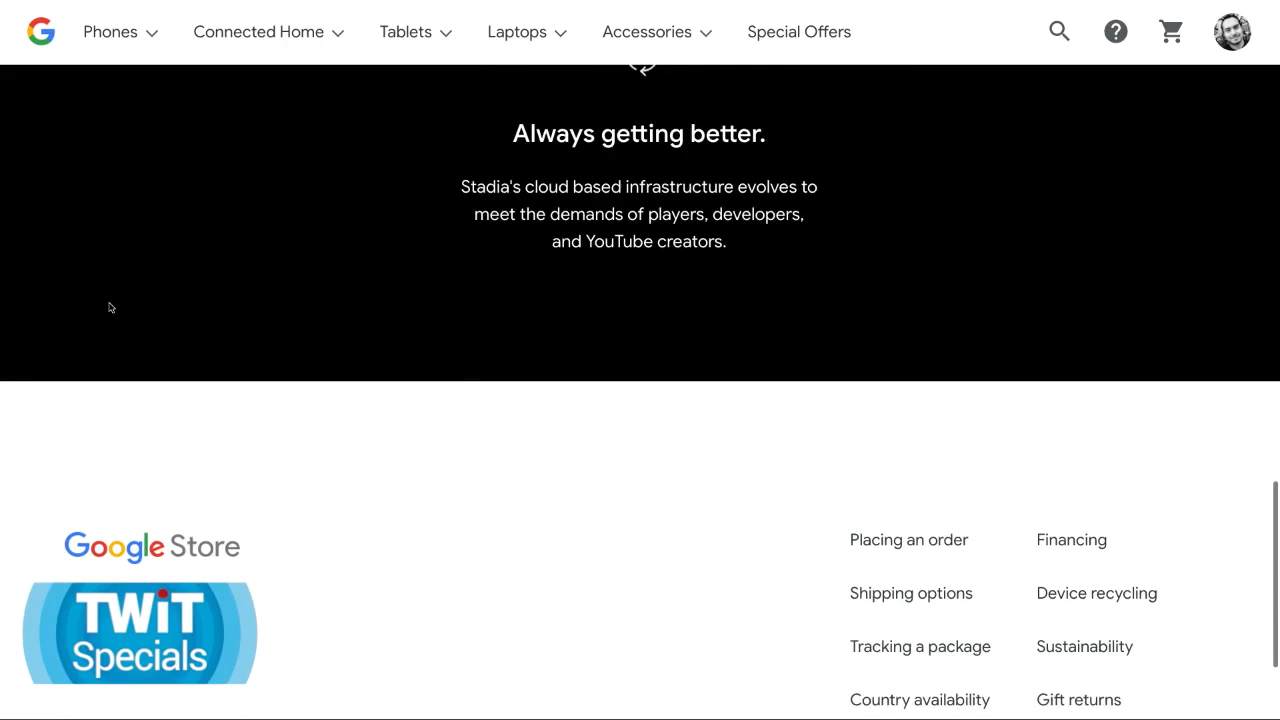 Phones
Connected Home
Tablets
Laptops
Accessories
Special Offers
Always getting better.
Stadia's cloud based infrastructure evolves to
meet the demands of players, developers,
and YouTube creators.
Google Store
TWiT
Specials
Placing an order
Financing
Shipping options
Device recycling
Tracking a package
Sustainability
Country availability
Gift returns